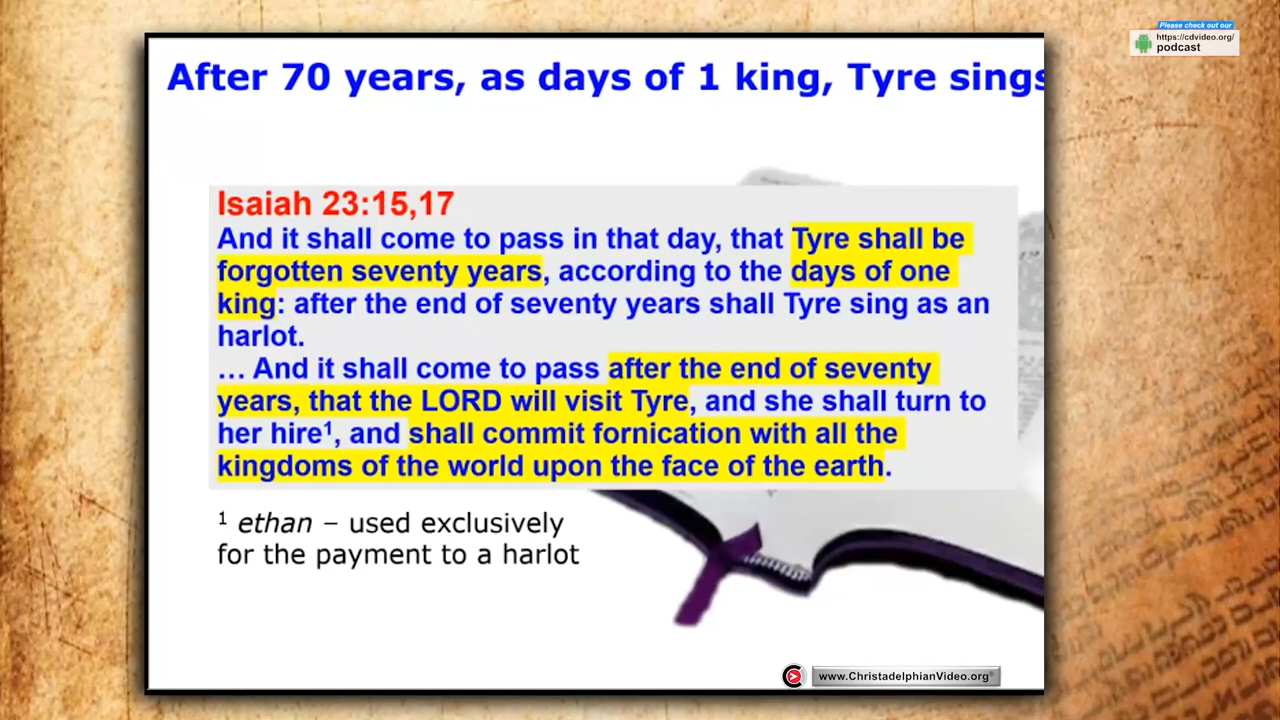 After 70 years, as days of 1 king, Tyre sings
Please check out our
https://cdvideo.org/
podcast
Isaiah 23:15,17
And it shall come to pass in that day, that Tyre shall be
forgotten seventy years, according to the days of one
king: after the end of seventy years shall Tyre sing as an
harlot.
… And it shall come to pass after the end of seventy
years, that the LORD will visit Tyre, and she shall turn to
her hire¹, and shall commit fornication with all the
kingdoms of the world upon the face of the earth.
¹ ethan – used exclusively
for the payment to a harlot
www.ChristadelphianVideo.org®